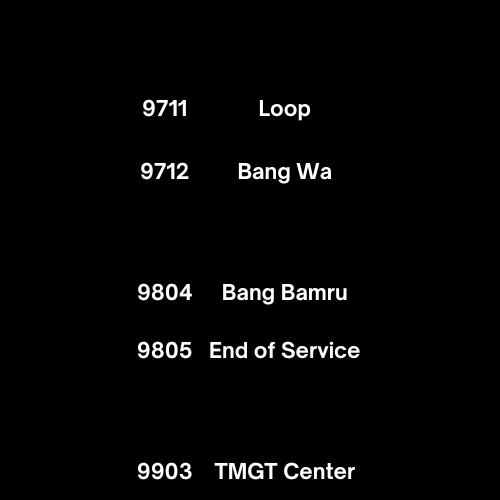 9711 Loop
9712 Bang Wa
9804 Bang Bamru
9805 End of Service
9903 TMGT Center